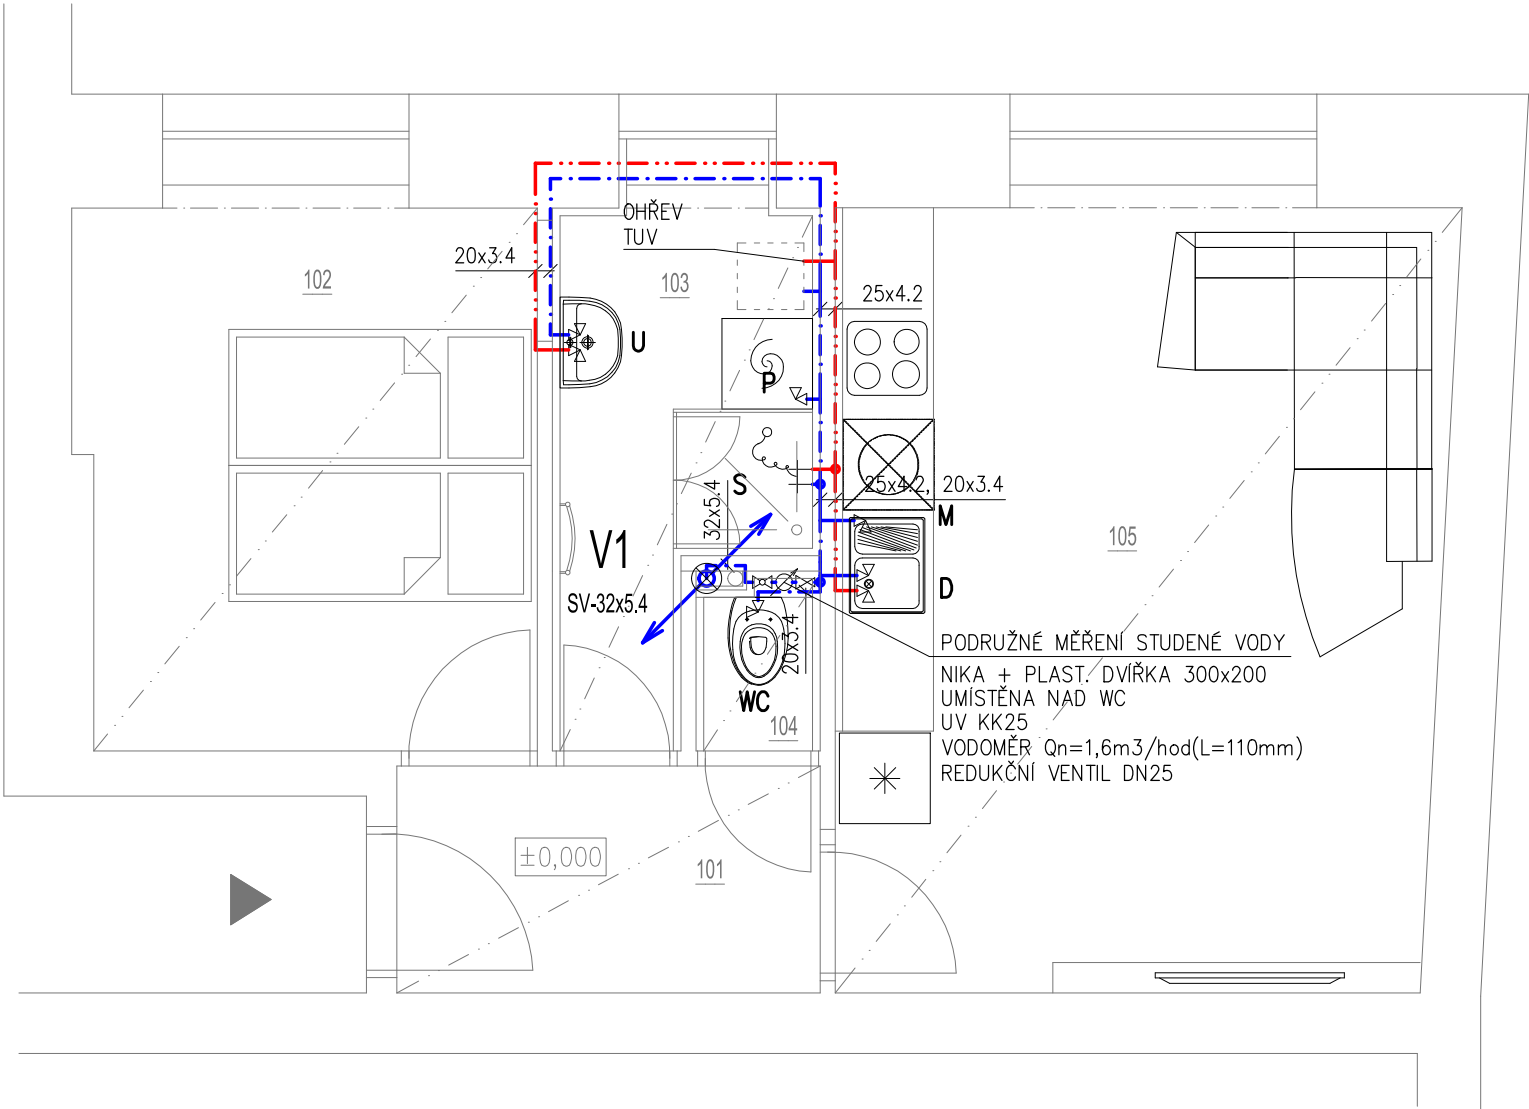 OHŘEV
TUV
20x3.4
102
103
25x4.2
U
P
S
32x5.4
25x4.2, 20x3.4
M
105
V1
SV-32x5.4
D
20x3.4
WC
104
PODRUŽNÉ MĚŘENÍ STUDENÉ VODY
NIKA + PLAST. DVÍŘKA 300x200
UMÍSTĚNA NAD WC
UV KK25
VODOMĚR Qn=1,6m3/hod(L=110mm)
REDUKČNÍ VENTIL DN25
±0,000
101